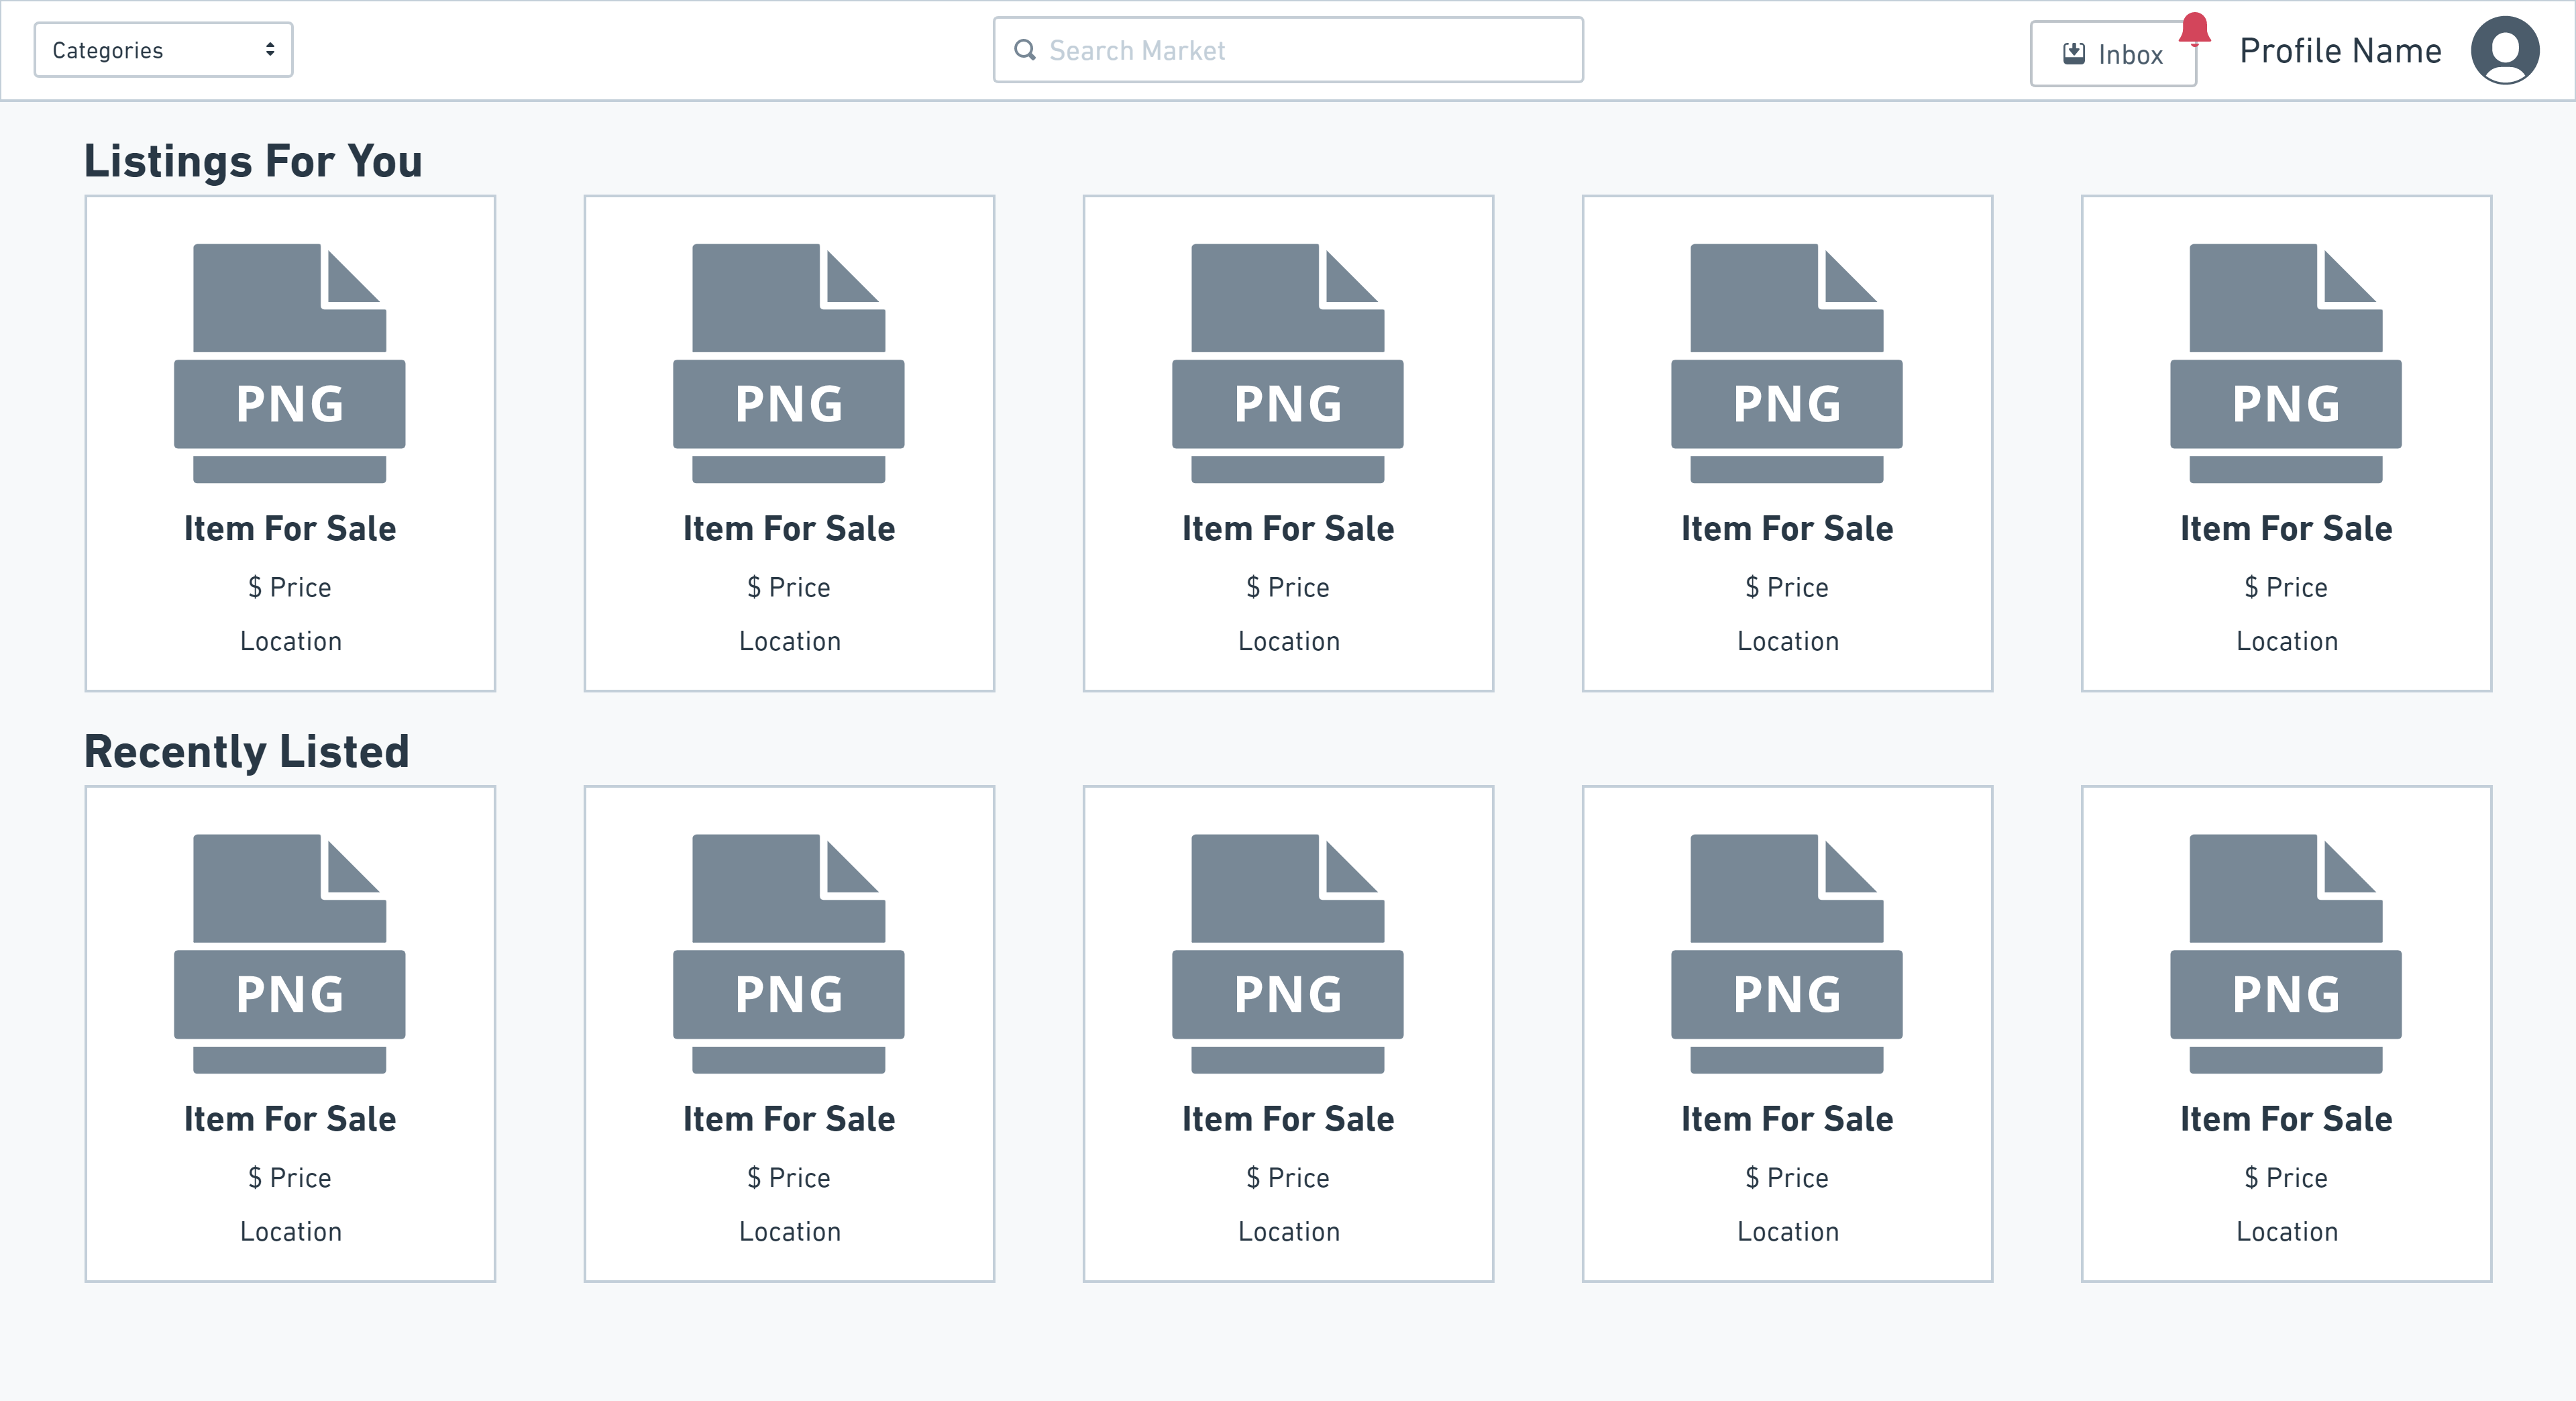 Categories
Search Market
Inbox
Profile Name
Listings For You
PNG PNG PNG PNG PNG
Item For Sale Item For Sale Item For Sale Item For Sale Item For Sale
$ Price $ Price $ Price $ Price $ Price
Location Location Location Location Location
Recently Listed
PNG PNG PNG PNG PNG
Item For Sale Item For Sale Item For Sale Item For Sale Item For Sale
$ Price $ Price $ Price $ Price $ Price
Location Location Location Location Location